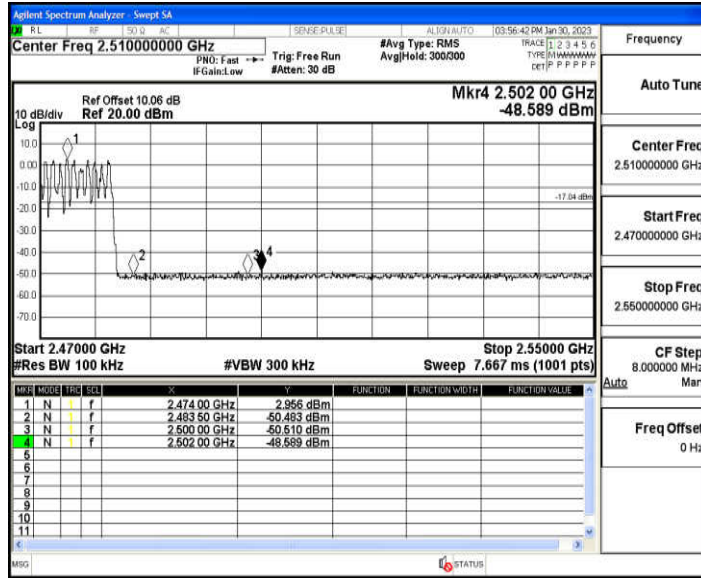 Agilent Spectrum Analyzer - Swept SA
RL RF 50 Ω AC SENSE:PULSE ALIGN AUTO 03:56:42 PM Jan 30, 2023
Center Freq 2.510000000 GHz
PNO: Fast
IFGain:Low
Trig: Free Run
#Atten: 30 dB
#Avg Type: RMS
Avg|Hold: 300/300
TRACE 1 2 3 4 5 6
TYPE M WWWWW
DET P P P P P P
Ref Offset 10.06 dB
10 dB/div Ref 20.00 dBm
Log
Mkr4 2.502 00 GHz
-48.589 dBm
10.0
0.00
-10.0
-20.0
-30.0
-40.0
-50.0
-60.0
-70.0
1
2
3
4
-17.04 dBm
Start 2.47000 GHz Stop 2.55000 GHz
#Res BW 100 kHz #VBW 300 kHz Sweep 7.667 ms (1001 pts)
MKR MODE TRC SCL X Y FUNCTION FUNCTION WIDTH FUNCTION VALUE
1 N 1 f 2.474 00 GHz 2.956 dBm
2 N 1 f 2.483 50 GHz -50.483 dBm
3 N 1 f 2.500 00 GHz -50.510 dBm
4 N 1 f 2.502 00 GHz -48.589 dBm
5
6
7
8
9
10
11
MSG STATUS
Frequency
Auto Tune
Center Freq
2.510000000 GHz
Start Freq
2.470000000 GHz
Stop Freq
2.550000000 GHz
CF Step
8.000000 MHz
Auto Man
Freq Offset
0 Hz